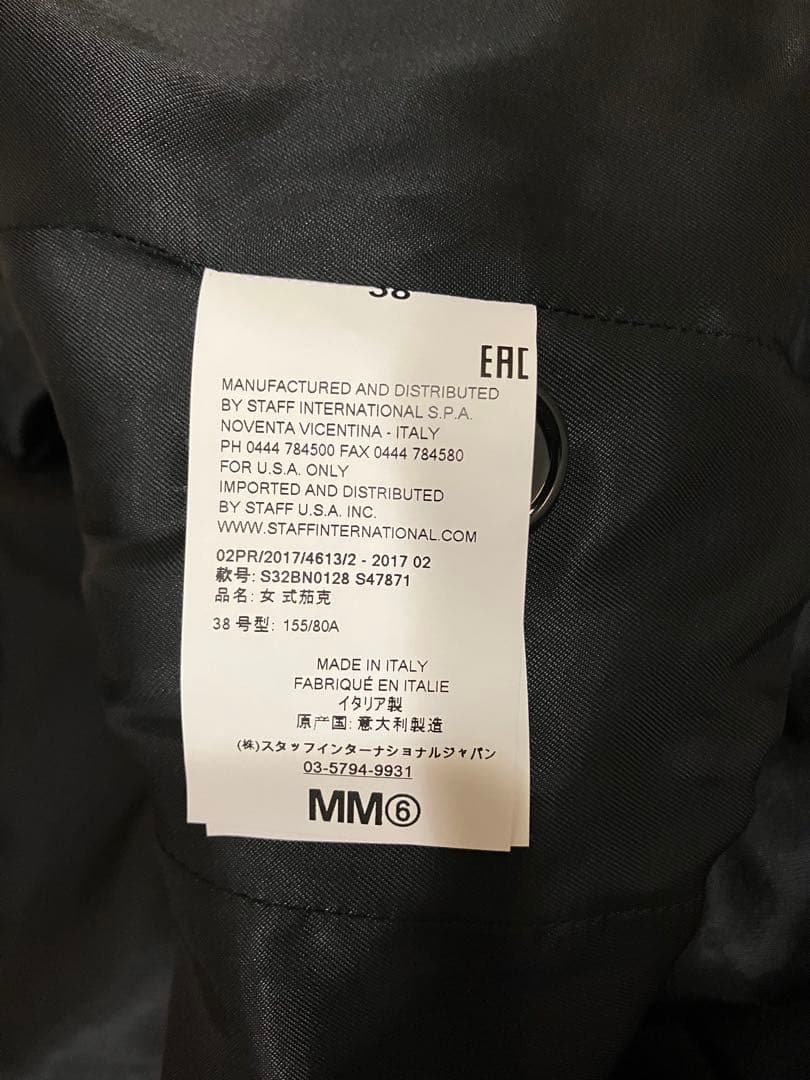 38
EAC
MANUFACTURED AND DISTRIBUTED
BY STAFF INTERNATIONAL S.P.A.
NOVENTA VICENTINA - ITALY
PH 0444 784500 FAX 0444 784580
FOR U.S.A. ONLY
IMPORTED AND DISTRIBUTED
BY STAFF U.S.A. INC.
WWW.STAFFINTERNATIONAL.COM
02PR/2017/4613/2 - 2017 02
款号: S32BN0128 S47871
品名: 女 式茄克
38 号型: 155/80A
MADE IN ITALY
FABRIQUÉ EN ITALIE
イタリア製
原产国: 意大利製造
(株)スタッフインターナショナルジャパン
03-5794-9931
MM⑥